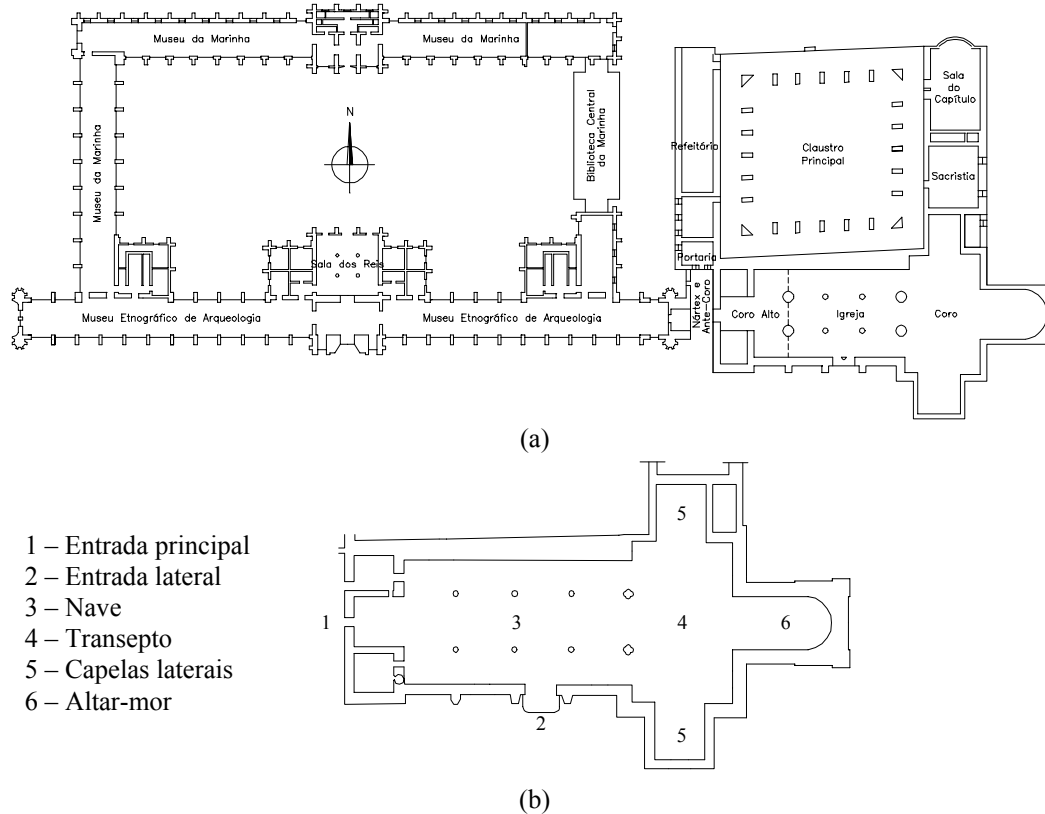 Museu da Marinha
Museu da Marinha
Museu da Marinha
N
Biblioteca Central
da Marinha
Sala dos Reis
Museu Etnográfico de Arqueologia
Museu Etnográfico de Arqueologia
Refeitório
Claustro
Principal
Sala
do
Capítulo
Sacristia
Portaria
Nártex e
Ante-Coro
Coro Alto
Igreja
Coro
(a)
1 – Entrada principal
2 – Entrada lateral
3 – Nave
4 – Transepto
5 – Capelas laterais
6 – Altar-mor
5
1
3
4
6
2
5
(b)